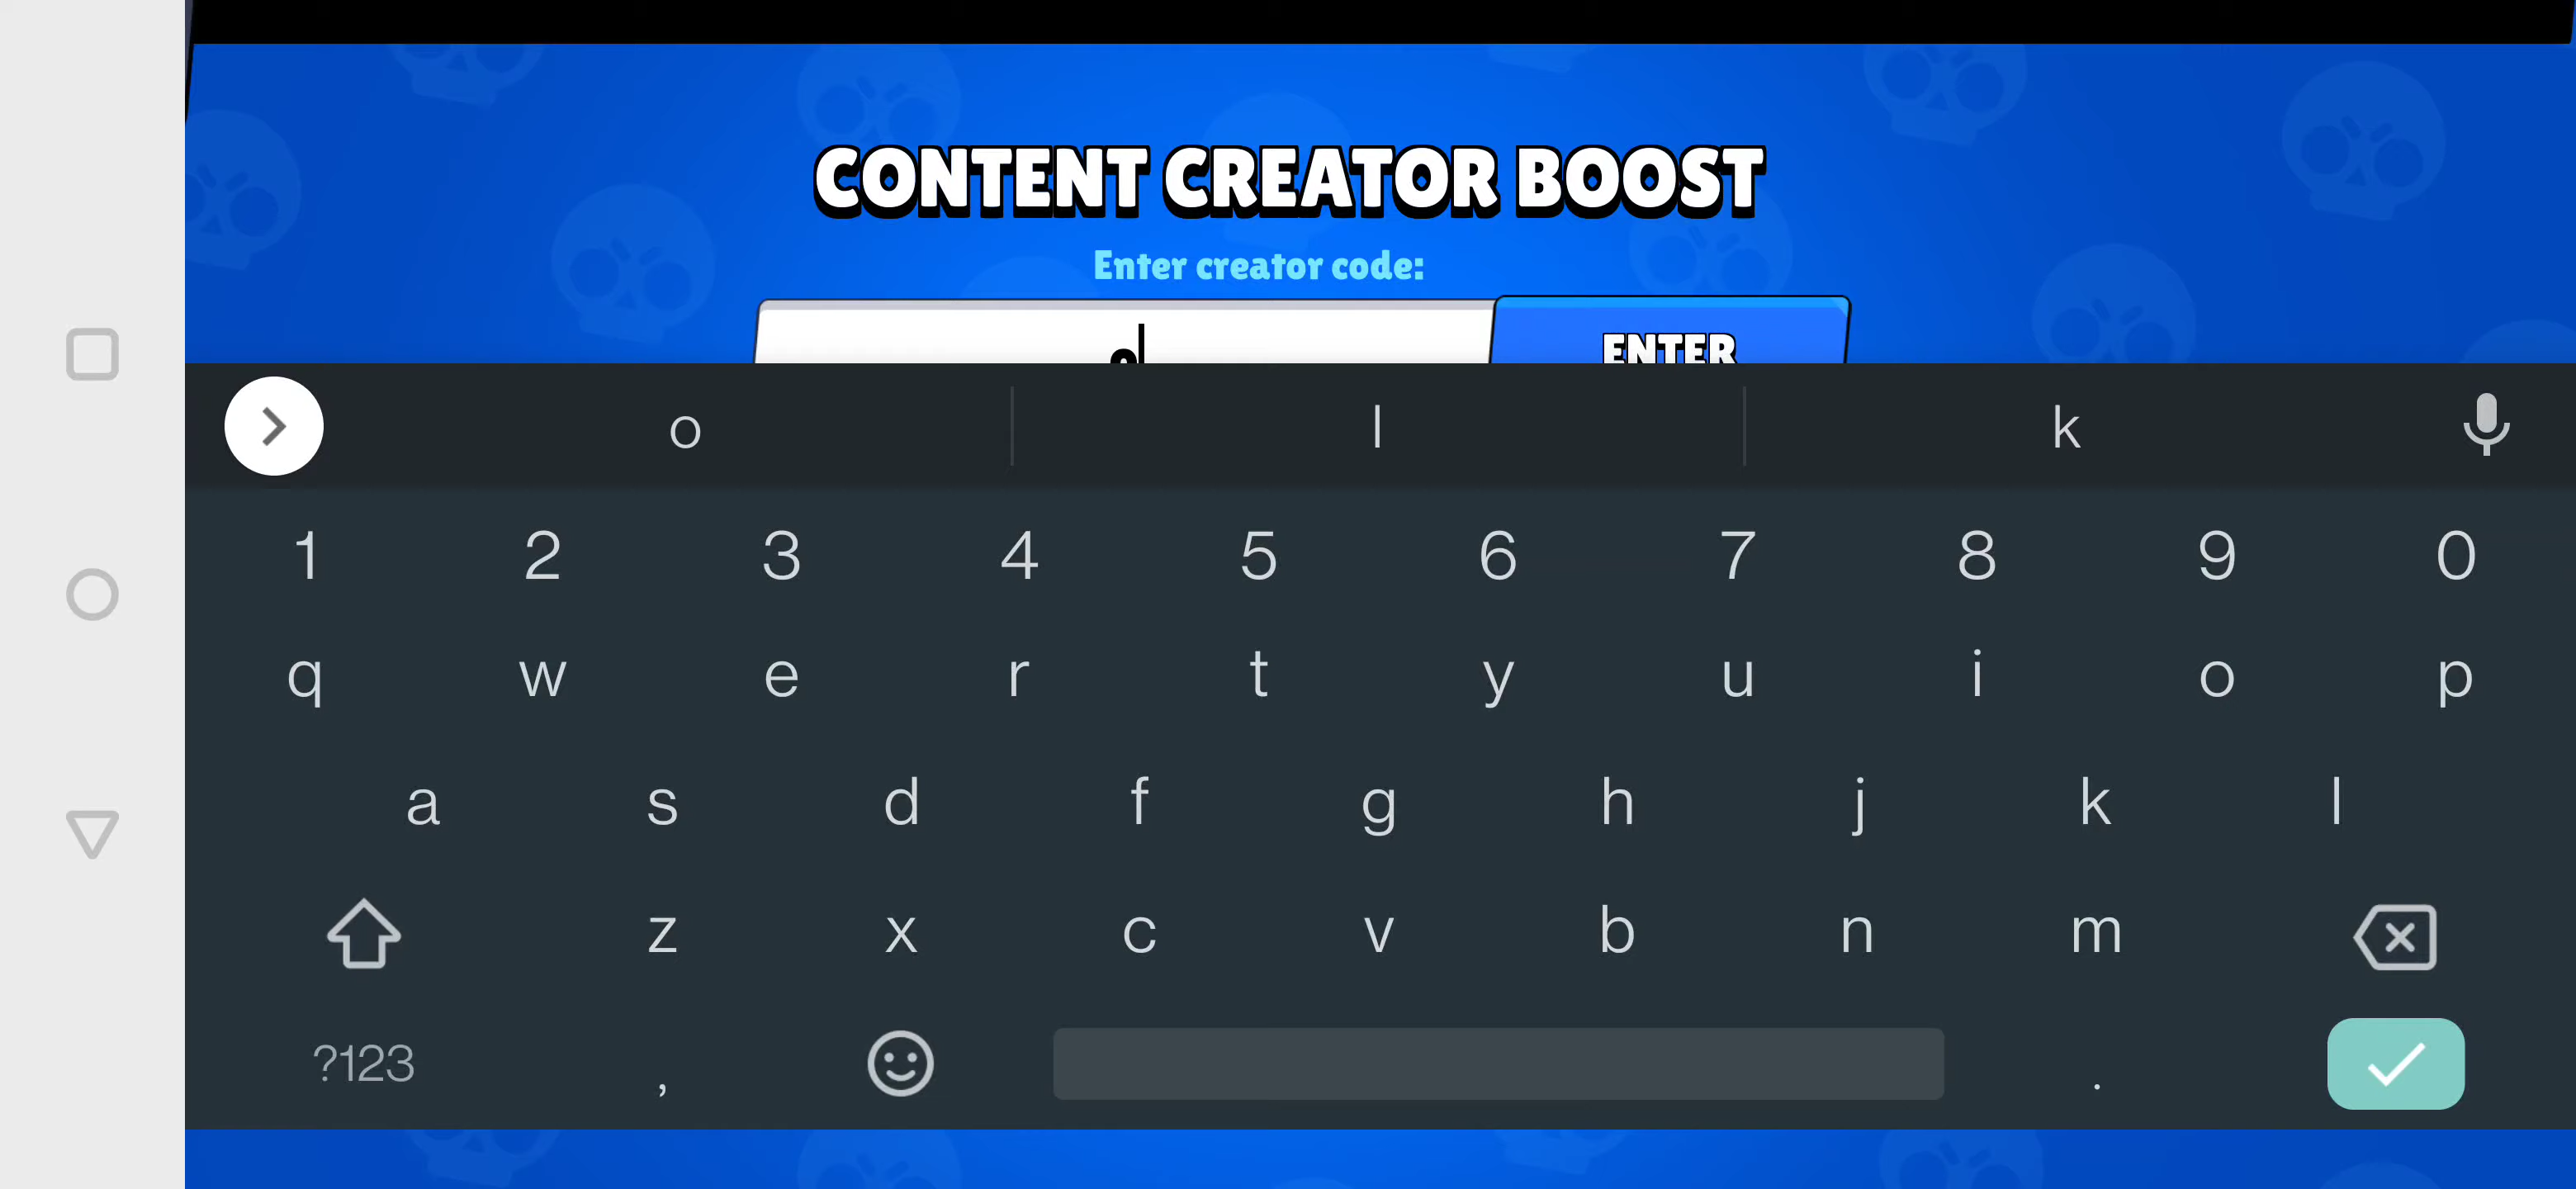 CONTENT CREATOR BOOST
Enter creator code:
ENTER
o l k
1 2 3 4 5 6 7 8 9 0
q w e r t y u i o p
a s d f g h j k l
z x c v b n m
?123 , .